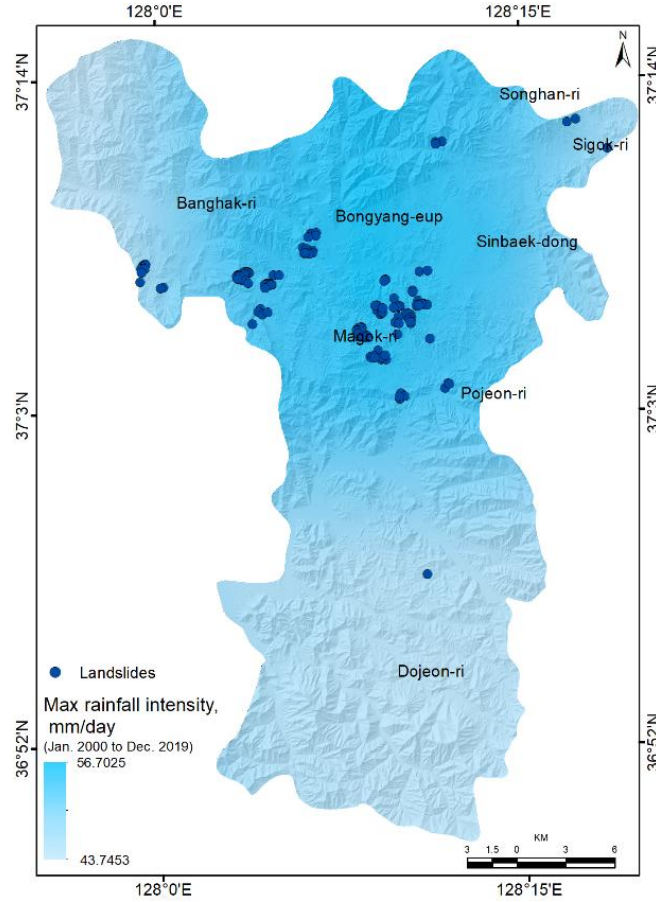 128°0'E
128°15'E
37°14'N
37°14'N
N
Songhan-ri
Sigok-ri
Banghak-ri
Bongyang-eup
Sinbaek-dong
Magok-ri
Pojeon-ri
37°3'N
37°3'N
Dojeon-ri
Landslides
Max rainfall intensity,
mm/day
(Jan. 2000 to Dec. 2019)
56.7025
43.7453
36°52'N
36°52'N
KM
3 1.5 0 3 6
128°0'E
128°15'E